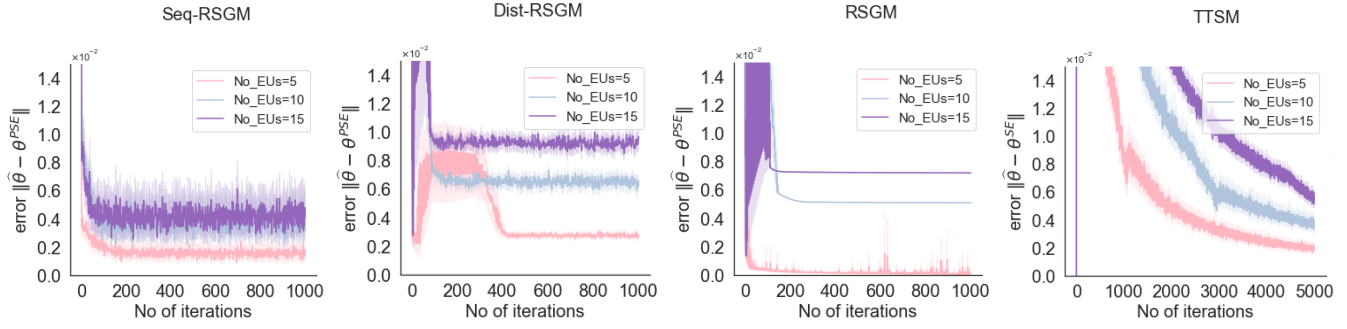 Seq-RSGM
×10⁻²
1.4
1.2
1.0
0.8
0.6
0.4
0.2
0.0
error ‖θ̂ − θᴾˢᴱ‖
No_EUs=5
No_EUs=10
No_EUs=15
0 200 400 600 800 1000
No of iterations
Dist-RSGM
×10⁻²
1.4
1.2
1.0
0.8
0.6
0.4
0.2
0.0
error ‖θ̂ − θᴾˢᴱ‖
No_EUs=5
No_EUs=10
No_EUs=15
0 200 400 600 800 1000
No of iterations
RSGM
×10⁻²
1.4
1.2
1.0
0.8
0.6
0.4
0.2
0.0
error ‖θ̂ − θᴾˢᴱ‖
No_EUs=5
No_EUs=10
No_EUs=15
0 200 400 600 800 1000
No of iterations
TTSM
×10⁻²
1.4
1.2
1.0
0.8
0.6
0.4
0.2
0.0
error ‖θ̂ − θˢᴱ‖
No_EUs=5
No_EUs=10
No_EUs=15
0 1000 2000 3000 4000 5000
No of iterations